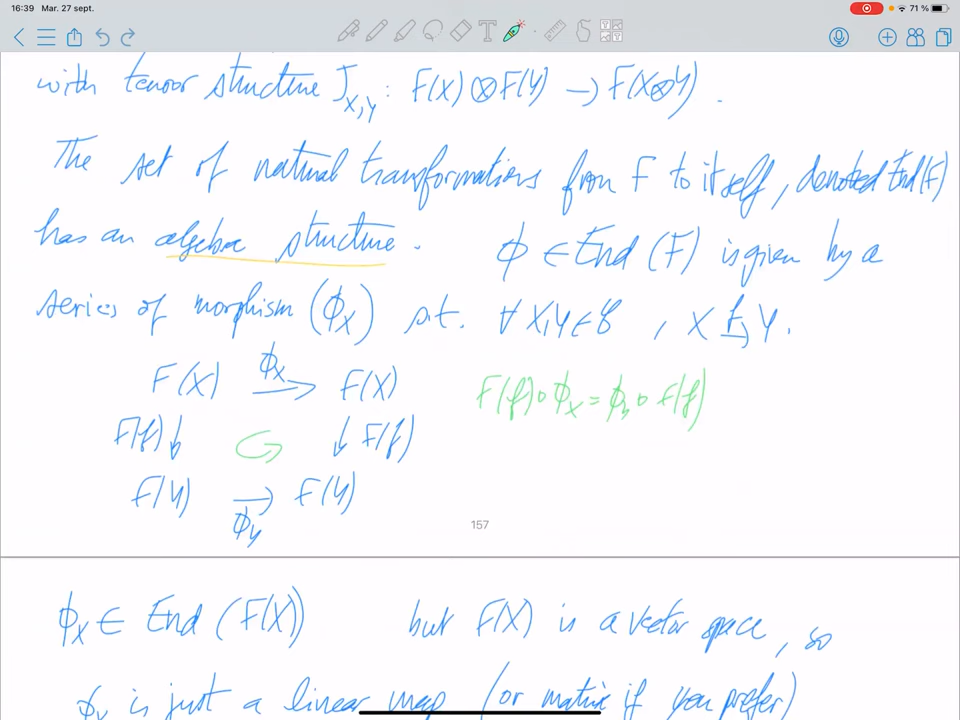 16:39 Mar. 27 sept. 71 %
with tensor structure J_{X,Y} : F(X) ⊗ F(Y) → F(X⊗Y) .
The set of natural transformations from F to itself, denoted End(F)
has an algebra structure. ϕ ∈ End (F) is given by a
series of morphism (ϕ_X) s.t. ∀ X,Y ∈ 𝒞 , X →^f Y.
F(X) →^{ϕ_X} F(X) F(f) ∘ ϕ_X = ϕ_Y ∘ F(f)
F(f) ↓ ↓ F(f)
F(Y) →_{ϕ_Y} F(Y)
157
ϕ_X ∈ End (F(X)) but F(X) is a vector space, so
ϕ_X is just a linear map (or matrix if you prefer)